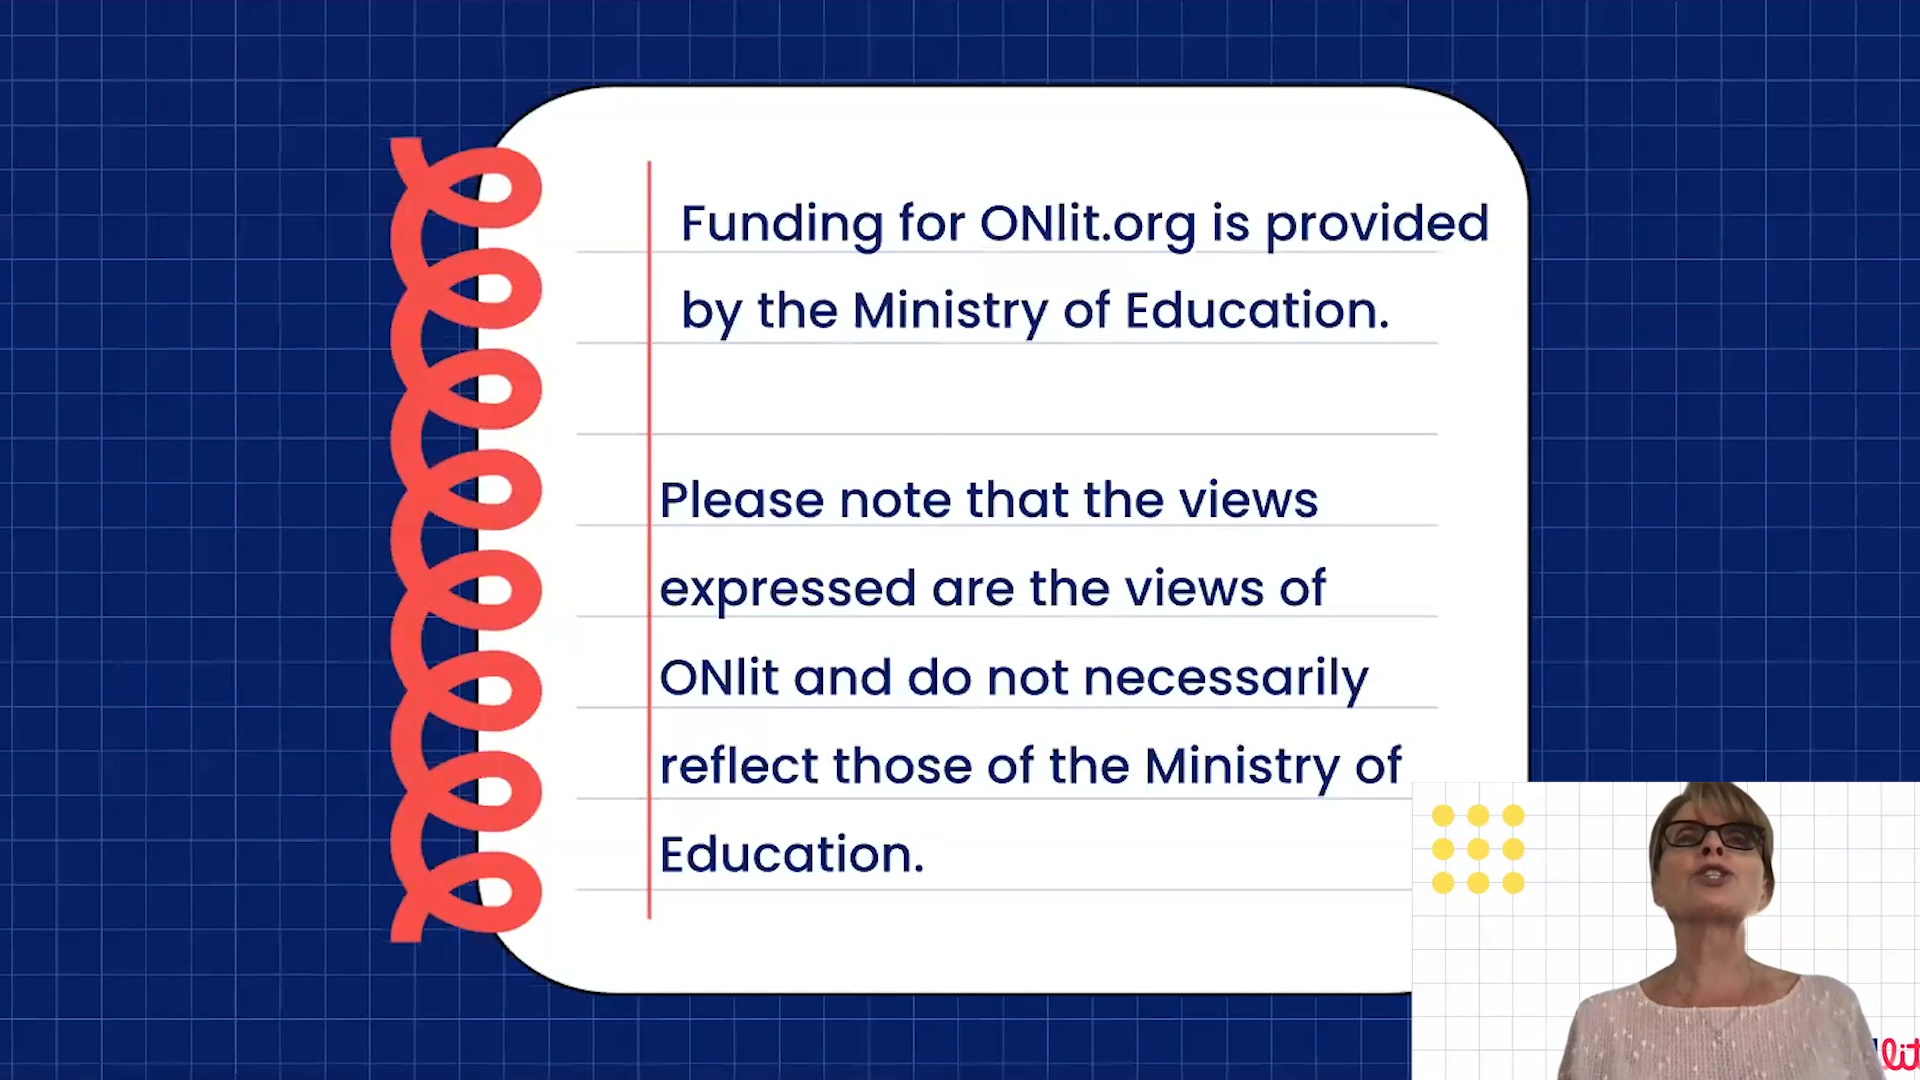 Funding for ONlit.org is provided
by the Ministry of Education.
Please note that the views
expressed are the views of
ONlit and do not necessarily
reflect those of the Ministry of
Education.
lit